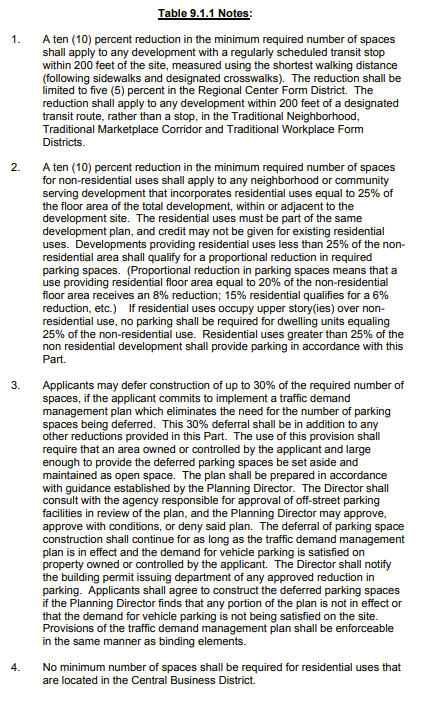 Table 9.1.1 Notes:
1. A ten (10) percent reduction in the minimum required number of spaces
shall apply to any development with a regularly scheduled transit stop
within 200 feet of the site, measured using the shortest walking distance
(following sidewalks and designated crosswalks). The reduction shall be
limited to five (5) percent in the Regional Center Form District. The
reduction shall apply to any development within 200 feet of a designated
transit route, rather than a stop, in the Traditional Neighborhood,
Traditional Marketplace Corridor and Traditional Workplace Form
Districts.
2. A ten (10) percent reduction in the minimum required number of spaces
for non-residential uses shall apply to any neighborhood or community
serving development that incorporates residential uses equal to 25% of
the floor area of the total development, within or adjacent to the
development site. The residential uses must be part of the same
development plan, and credit may not be given for existing residential
uses. Developments providing residential uses less than 25% of the non-
residential area shall qualify for a proportional reduction in required
parking spaces. (Proportional reduction in parking spaces means that a
use providing residential floor area equal to 20% of the non-residential
floor area receives an 8% reduction; 15% residential qualifies for a 6%
reduction, etc.) If residential uses occupy upper story(ies) over non-
residential use, no parking shall be required for dwelling units equaling
25% of the non-residential use. Residential uses greater than 25% of the
non residential development shall provide parking in accordance with this
Part.
3. Applicants may defer construction of up to 30% of the required number of
spaces, if the applicant commits to implement a traffic demand
management plan which eliminates the need for the number of parking
spaces being deferred. This 30% deferral shall be in addition to any
other reductions provided in this Part. The use of this provision shall
require that an area owned or controlled by the applicant and large
enough to provide the deferred parking spaces be set aside and
maintained as open space. The plan shall be prepared in accordance
with guidance established by the Planning Director. The Director shall
consult with the agency responsible for approval of off-street parking
facilities in review of the plan, and the Planning Director may approve,
approve with conditions, or deny said plan. The deferral of parking space
construction shall continue for as long as the traffic demand management
plan is in effect and the demand for vehicle parking is satisfied on
property owned or controlled by the applicant. The Director shall notify
the building permit issuing department of any approved reduction in
parking. Applicants shall agree to construct the deferred parking spaces
if the Planning Director finds that any portion of the plan is not in effect or
that the demand for vehicle parking is not being satisfied on the site.
Provisions of the traffic demand management plan shall be enforceable
in the same manner as binding elements.
4. No minimum number of spaces shall be required for residential uses that
are located in the Central Business District.